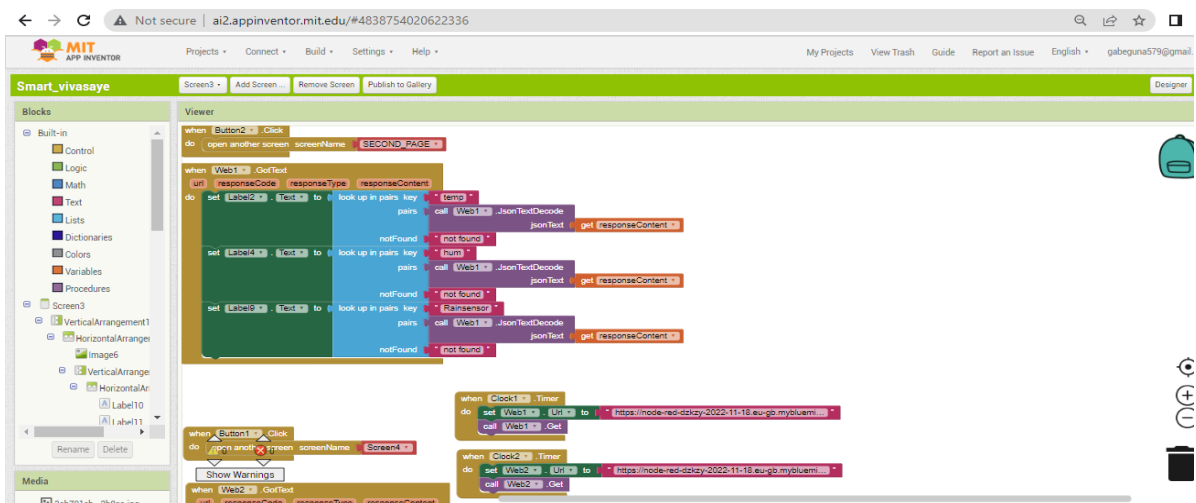 Not secure | ai2.appinventor.mit.edu/#4838754020622336
MIT
APP INVENTOR
Projects Connect Build Settings Help My Projects View Trash Guide Report an Issue English gabeguna579@gmail.
Smart_vivasaye Screen3 Add Screen ... Remove Screen Publish to Gallery Designer
Blocks
Built-in
Control
Logic
Math
Text
Lists
Dictionaries
Colors
Variables
Procedures
Screen3
VerticalArrangement1
HorizontalArranger
Image6
VerticalArrange
HorizontalAr
Label10
Label11
Rename Delete
Media
Viewer
when Button2 .Click
do open another screen screenName SECOND_PAGE
when Web1 .GotText
url responseCode responseType responseContent
do set Label2 . Text to look up in pairs key " temp "
pairs call Web1 .JsonTextDecode
jsonText get responseContent
notFound " not found "
set Label4 . Text to look up in pairs key " hum "
pairs call Web1 .JsonTextDecode
jsonText get responseContent
notFound " not found "
set Label9 . Text to look up in pairs key " Rainsensor "
pairs call Web1 .JsonTextDecode
jsonText get responseContent
notFound " not found "
when Clock1 .Timer
do set Web1 . Url to " https://node-red-dzkzy-2022-11-18.eu-gb.mybluemi... "
call Web1 .Get
when Button1 .Click
do open another screen screenName Screen4
0 0
Show Warnings
when Clock2 .Timer
do set Web2 . Url to " https://node-red-dzkzy-2022-11-18.eu-gb.mybluemi... "
call Web2 .Get
when Web2 .GotText
url responseCode responseType responseContent